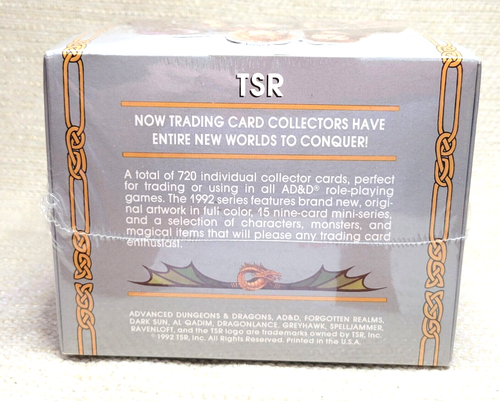 TSR
NOW TRADING CARD COLLECTORS HAVE
ENTIRE NEW WORLDS TO CONQUER!
A total of 720 individual collector cards, perfect
for trading or using in all AD&D® role-playing
games. The 1992 series features brand new, origi-
nal artwork in full color, 15 nine-card mini-series,
and a selection of characters, monsters, and
magical items that will please any trading card
enthusiast.
ADVANCED DUNGEONS & DRAGONS, AD&D, FORGOTTEN REALMS,
DARK SUN, AL QADIM, DRAGONLANCE, GREYHAWK, SPELLJAMMER,
RAVENLOFT, and the TSR logo are trademarks owned by TSR, Inc.
©1992 TSR, Inc. All Rights Reserved. Printed in the U.S.A.